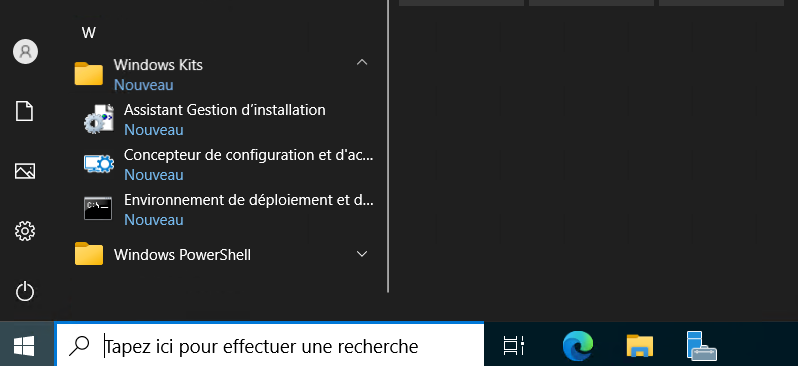 W
Windows Kits
Nouveau
Assistant Gestion d’installation
Nouveau
Concepteur de configuration et d'ac...
Nouveau
Environnement de déploiement et d...
Nouveau
Windows PowerShell
Tapez ici pour effectuer une recherche